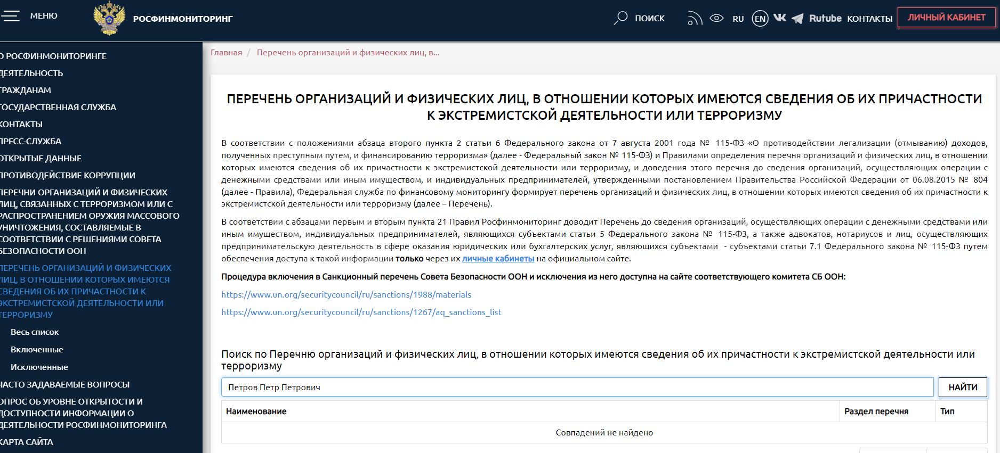 МЕНЮ
РОСФИНМОНИТОРИНГ
ПОИСК
RU
EN
Rutube
КОНТАКТЫ
ЛИЧНЫЙ КАБИНЕТ
О РОСФИНМОНИТОРИНГЕ
ДЕЯТЕЛЬНОСТЬ
ГРАЖДАНАМ
ГОСУДАРСТВЕННАЯ СЛУЖБА
КОНТАКТЫ
ПРЕСС-СЛУЖБА
ОТКРЫТЫЕ ДАННЫЕ
ПРОТИВОДЕЙСТВИЕ КОРРУПЦИИ
ПЕРЕЧНИ ОРГАНИЗАЦИЙ И ФИЗИЧЕСКИХ
ЛИЦ, СВЯЗАННЫХ С ТЕРРОРИЗМОМ ИЛИ С
РАСПРОСТРАНЕНИЕМ ОРУЖИЯ МАССОВОГО
УНИЧТОЖЕНИЯ, СОСТАВЛЯЕМЫЕ В
СООТВЕТСТВИИ С РЕШЕНИЯМИ СОВЕТА
БЕЗОПАСНОСТИ ООН
ПЕРЕЧЕНЬ ОРГАНИЗАЦИЙ И ФИЗИЧЕСКИХ
ЛИЦ, В ОТНОШЕНИИ КОТОРЫХ ИМЕЮТСЯ
СВЕДЕНИЯ ОБ ИХ ПРИЧАСТНОСТИ К
ЭКСТРЕМИСТСКОЙ ДЕЯТЕЛЬНОСТИ ИЛИ
ТЕРРОРИЗМУ
Весь список
Включенные
Исключенные
ЧАСТО ЗАДАВАЕМЫЕ ВОПРОСЫ
ОПРОС ОБ УРОВНЕ ОТКРЫТОСТИ И
ДОСТУПНОСТИ ИНФОРМАЦИИ О
ДЕЯТЕЛЬНОСТИ РОСФИНМОНИТОРИНГА
КАРТА САЙТА
Главная / Перечень организаций и физических лиц, в...
ПЕРЕЧЕНЬ ОРГАНИЗАЦИЙ И ФИЗИЧЕСКИХ ЛИЦ, В ОТНОШЕНИИ КОТОРЫХ ИМЕЮТСЯ СВЕДЕНИЯ ОБ ИХ ПРИЧАСТНОСТИ
К ЭКСТРЕМИСТСКОЙ ДЕЯТЕЛЬНОСТИ ИЛИ ТЕРРОРИЗМУ
В соответствии с положениями абзаца второго пункта 2 статьи 6 Федерального закона от 7 августа 2001 года № 115-ФЗ «О противодействии легализации (отмыванию) доходов,
полученных преступным путем, и финансированию терроризма» (далее - Федеральный закон № 115-ФЗ) и Правилами определения перечня организаций и физических лиц, в отношении
которых имеются сведения об их причастности к экстремистской деятельности или терроризму, и доведения этого перечня до сведения организаций, осуществляющих операции с
денежными средствами или иным имуществом, и индивидуальных предпринимателей, утвержденными постановлением Правительства Российской Федерации от 06.08.2015 № 804
(далее - Правила), Федеральная служба по финансовому мониторингу формирует перечень организаций и физических лиц, в отношении которых имеются сведения об их причастности к
экстремистской деятельности или терроризму (далее – Перечень).
В соответствии с абзацами первым и вторым пункта 21 Правил Росфинмониторинг доводит Перечень до сведения организаций, осуществляющих операции с денежными средствами или
иным имуществом, индивидуальных предпринимателей, являющихся субъектами статьи 5 Федерального закона № 115-ФЗ, а также адвокатов, нотариусов и лиц, осуществляющих
предпринимательскую деятельность в сфере оказания юридических или бухгалтерских услуг, являющихся субъектами - субъектами статьи 7.1 Федерального закона № 115-ФЗ путем
обеспечения доступа к такой информации только через их личные кабинеты на официальном сайте.
Процедура включения в Санкционный перечень Совета Безопасности ООН и исключения из него доступна на сайте соответствующего комитета СБ ООН:
https://www.un.org/securitycouncil/ru/sanctions/1988/materials
https://www.un.org/securitycouncil/ru/sanctions/1267/aq_sanctions_list
Поиск по Перечню организаций и физических лиц, в отношении которых имеются сведения об их причастности к экстремистской деятельности или
терроризму
Петров Петр Петрович
НАЙТИ
Наименование Раздел перечня Тип
Совпадений не найдено